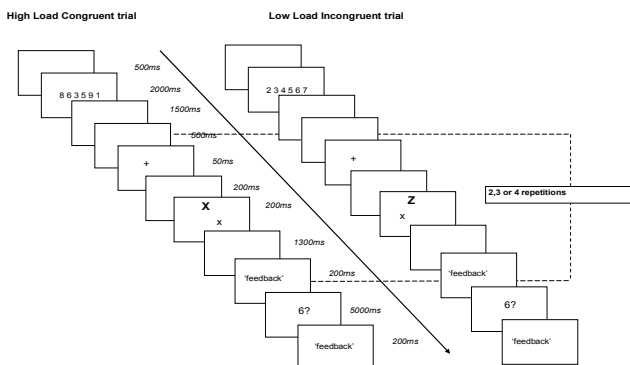 High Load Congruent trial
Low Load Incongruent trial
500ms
8 6 3 5 9 1
2 3 4 5 6 7
2000ms
1500ms
500ms
+
+
50ms
200ms
2,3 or 4 repetitions
X
Z
200ms
x
x
1300ms
'feedback'
'feedback'
200ms
6?
6?
5000ms
'feedback'
'feedback'
200ms